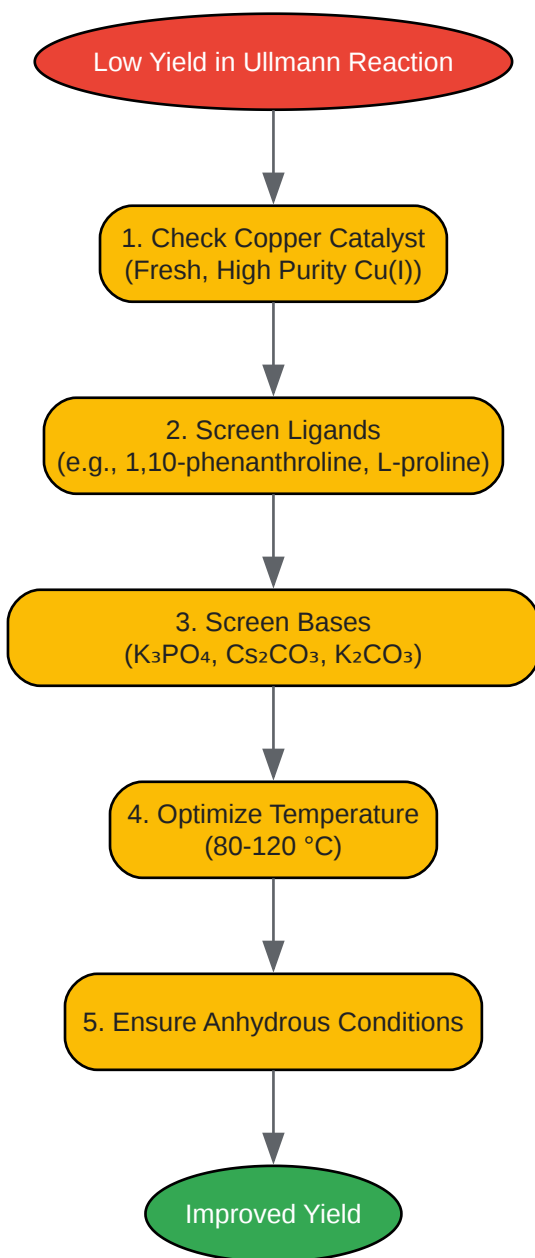 Low Yield in Ullmann Reaction
1. Check Copper Catalyst
(Fresh, High Purity Cu(I))
2. Screen Ligands
(e.g., 1,10-phenanthroline, L-proline)
3. Screen Bases
(K₃PO₄, Cs₂CO₃, K₂CO₃)
4. Optimize Temperature
(80-120 °C)
5. Ensure Anhydrous Conditions
Improved Yield